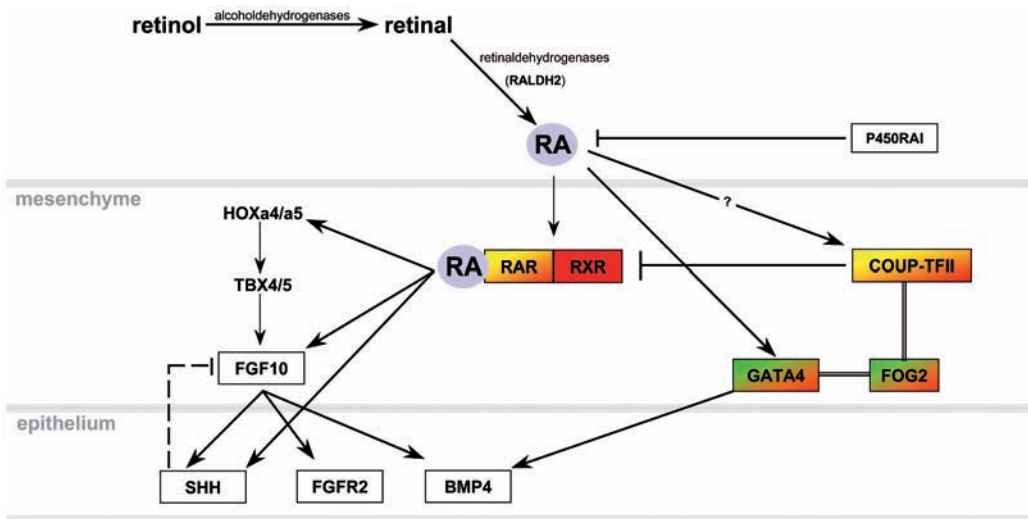 alcoholdehydrogenases
retinol
retinal
retinaldehydrogenases
(RALDH2)
RA
P450RAI
mesenchyme
?
HOXa4/a5
RA
RAR
RXR
COUP-TFII
TBX4/5
FGF10
GATA4
FOG2
epithelium
SHH
FGFR2
BMP4